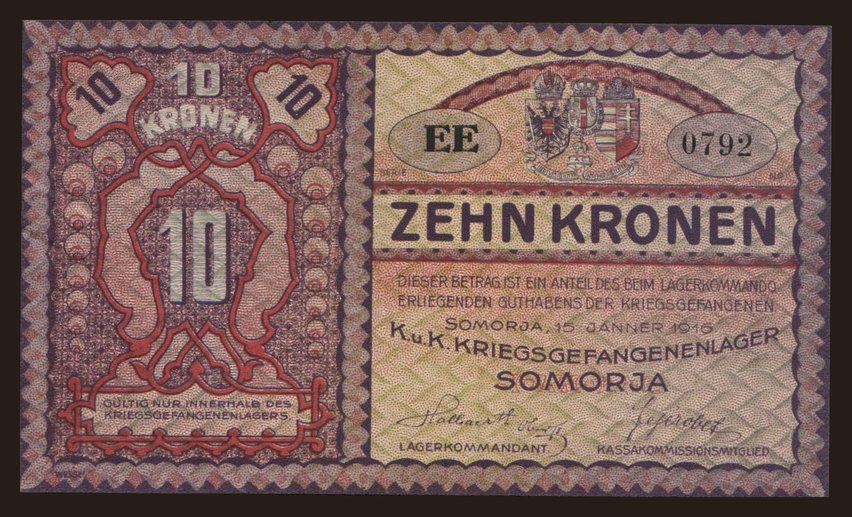 10
10
KRONEN
10
10
GÜLTIG NUR INNERHALB DES
KRIEGSGEFANGENENLAGERS.
EE
0792
SERIE
No
ZEHN KRONEN
DIESER BETRAG IST EIN ANTEIL DES BEIM LAGERKOMMANDO
ERLIEGENDEN GUTHABENS DER KRIEGSGEFANGENEN.
SOMORJA, 15. JÄNNER 1916
K.u.K. KRIEGSGEFANGENENLAGER
SOMORJA
LAGERKOMMANDANT.
KASSAKOMMISSIONSMITGLIED.